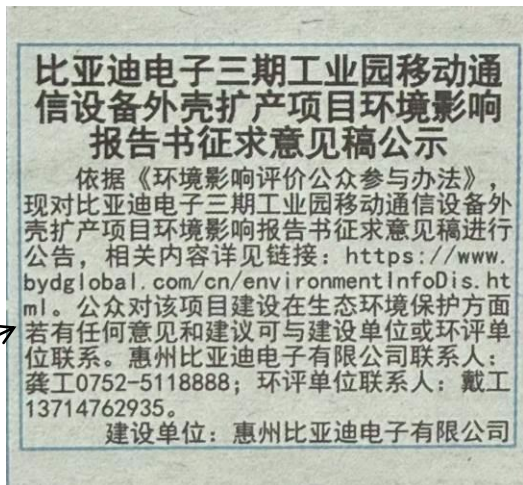 比亚迪电子三期工业园移动通
信设备外壳扩产项目环境影响
报告书征求意见稿公示
依据《环境影响评价公众参与办法》，
现对比亚迪电子三期工业园移动通信设备外
壳扩产项目环境影响报告书征求意见稿进行
公告，相关内容详见链接：https://www.
bydglobal.com/cn/environmentInfoDis.ht
ml。公众对该项目建设在生态环境保护方面
若有任何意见和建议可与建设单位或环评单
位联系。惠州比亚迪电子有限公司联系人：
龚工0752-5118888；环评单位联系人：戴工
13714762935。
建设单位：惠州比亚迪电子有限公司